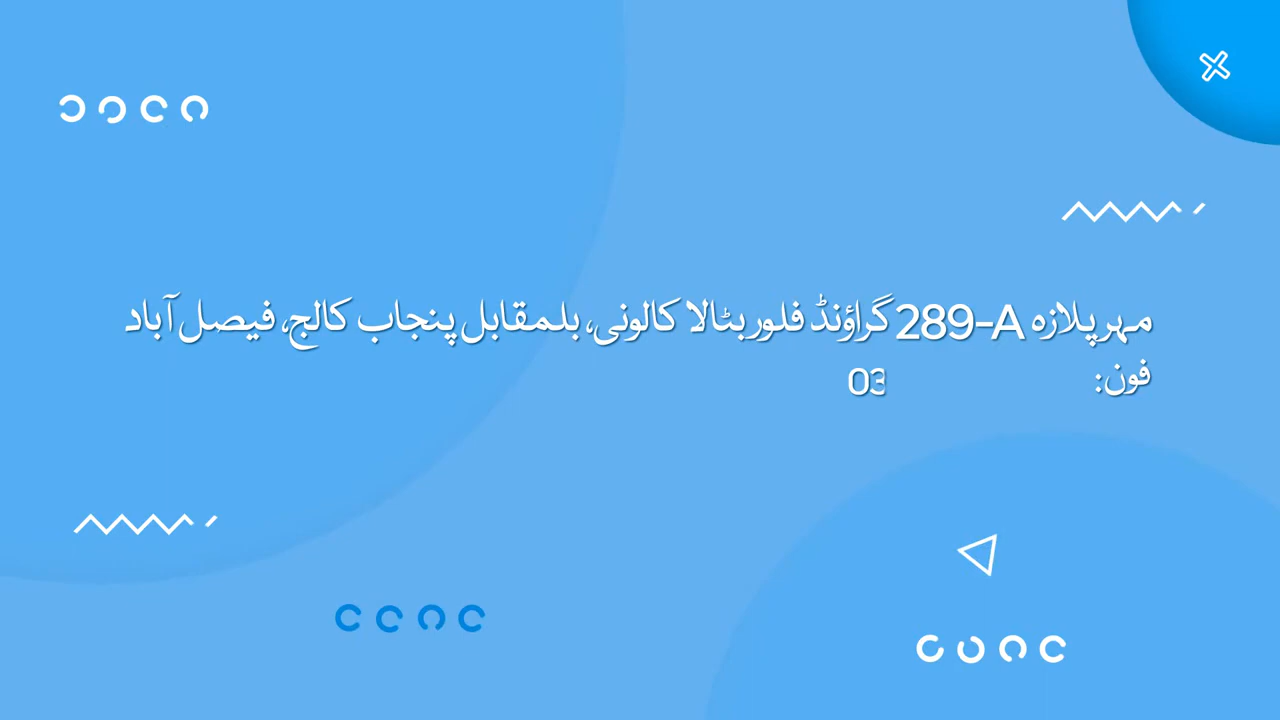 مہر پلازہ 289-A گراؤنڈ فلور بٹالا کالونی، بلمقابل پنجاب کالج، فیصل آباد
فون: 03